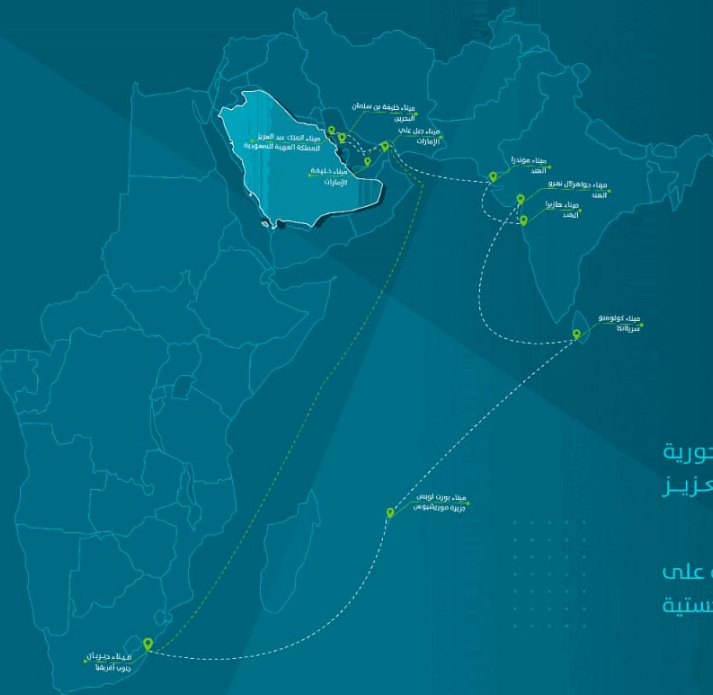 ميناء خليفة بن سلمان
البحرين
ميناء الملك عبد العزيز
المملكة العربية السعودية
ميناء جبل علي
الإمارات
ميناء خليفة
الإمارات
ميناء موندرا
الهند
ميناء جواهرلال نهرو
الهند
ميناء هازيرا
الهند
ميناء كولومبو
سريلانكا
ميناء بورت لويس
جزيرة موريشيوس
ميناء ديربان
جنوب أفريقيا
على